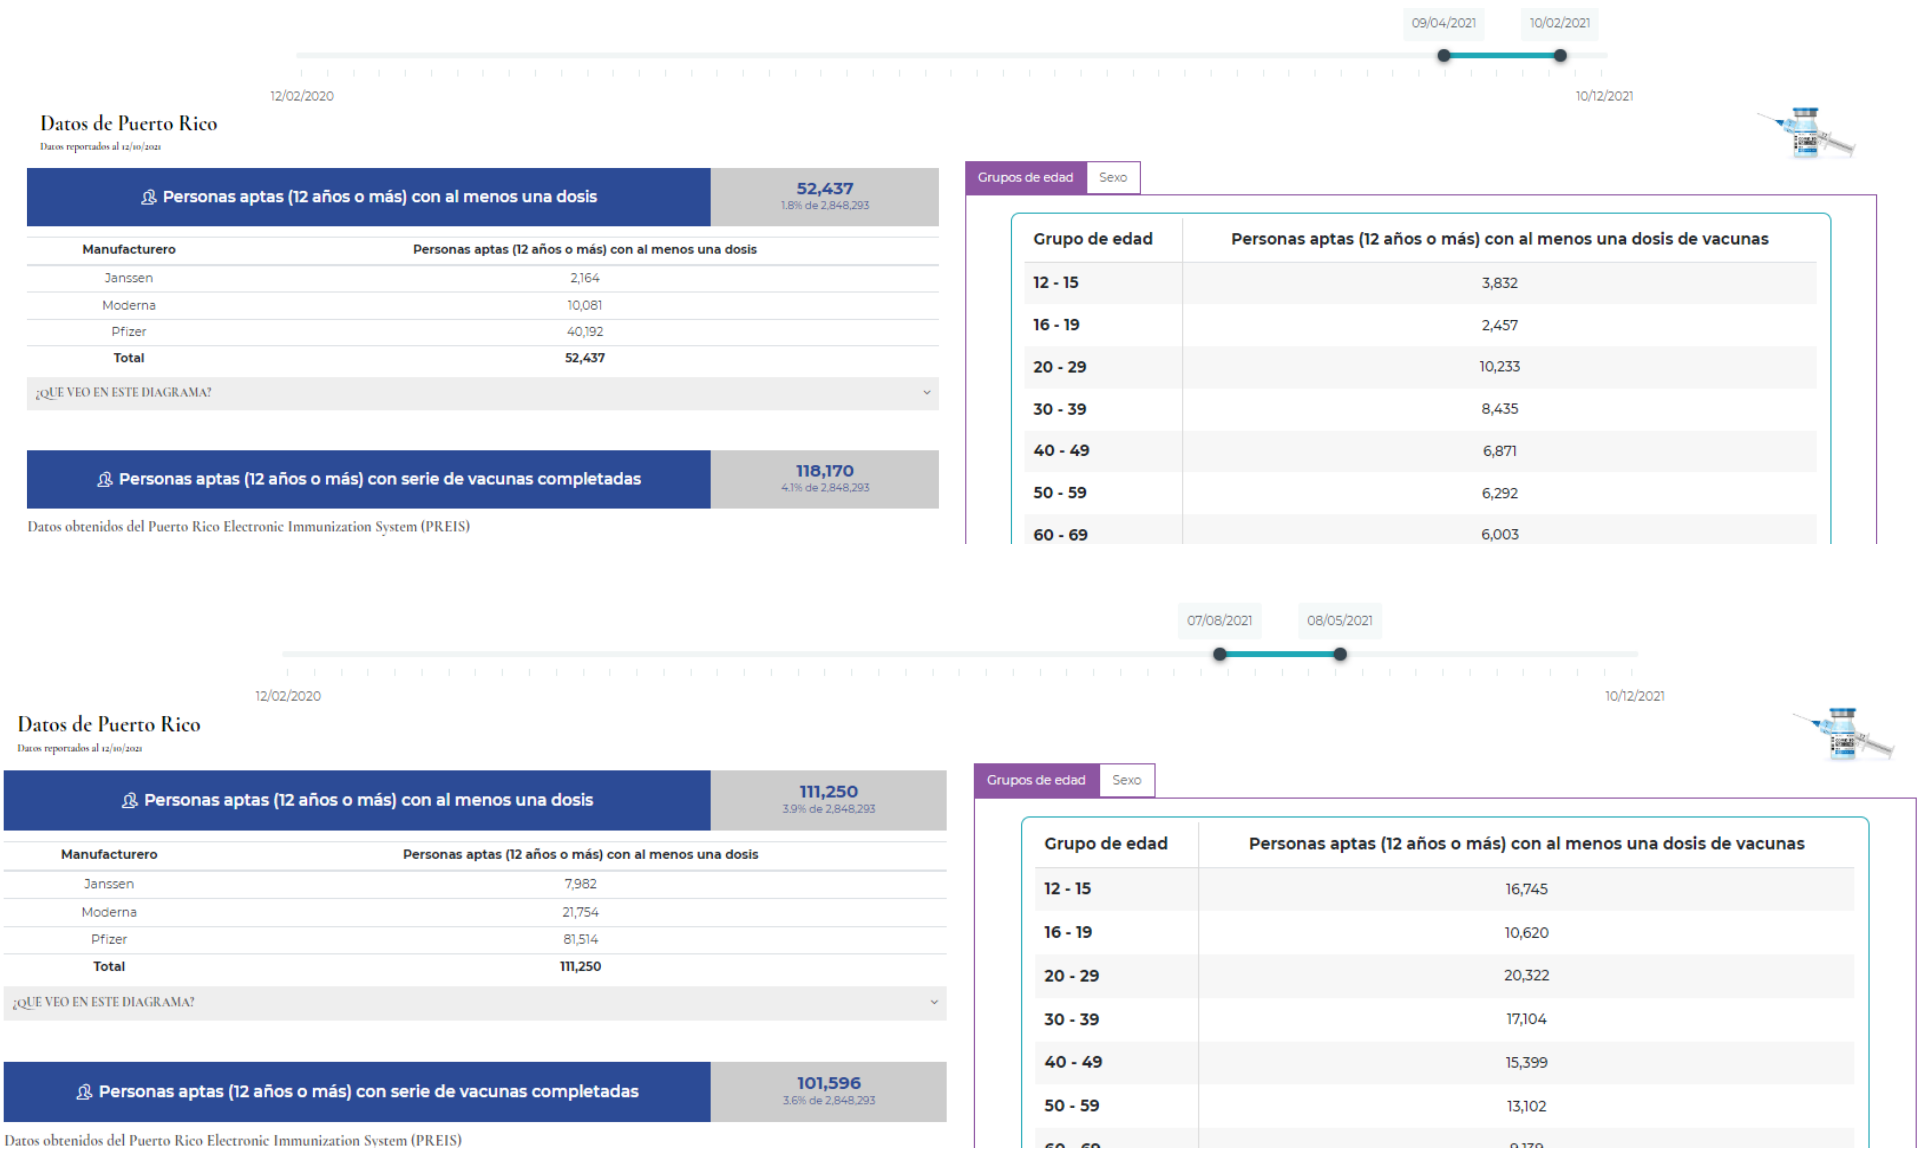 09/04/2021 10/02/2021
12/02/2020 10/12/2021
Datos de Puerto Rico
Datos reportados al 12/10/2021
Personas aptas (12 años o más) con al menos una dosis 52,437
1.8% de 2,848,293
Manufacturero Personas aptas (12 años o más) con al menos una dosis
Janssen 2,164
Moderna 10,081
Pfizer 40,192
Total 52,437
¿QUE VEO EN ESTE DIAGRAMA?
Personas aptas (12 años o más) con serie de vacunas completadas 118,170
4.1% de 2,848,293
Datos obtenidos del Puerto Rico Electronic Immunization System (PREIS)
Grupos de edad Sexo
Grupo de edad Personas aptas (12 años o más) con al menos una dosis de vacunas
12 - 15 3,832
16 - 19 2,457
20 - 29 10,233
30 - 39 8,435
40 - 49 6,871
50 - 59 6,292
60 - 69 6,003
07/08/2021 08/05/2021
12/02/2020 10/12/2021
Datos de Puerto Rico
Datos reportados al 12/10/2021
Personas aptas (12 años o más) con al menos una dosis 111,250
3.9% de 2,848,293
Manufacturero Personas aptas (12 años o más) con al menos una dosis
Janssen 7,982
Moderna 21,754
Pfizer 81,514
Total 111,250
¿QUE VEO EN ESTE DIAGRAMA?
Personas aptas (12 años o más) con serie de vacunas completadas 101,596
3.6% de 2,848,293
Datos obtenidos del Puerto Rico Electronic Immunization System (PREIS)
Grupos de edad Sexo
Grupo de edad Personas aptas (12 años o más) con al menos una dosis de vacunas
12 - 15 16,745
16 - 19 10,620
20 - 29 20,322
30 - 39 17,104
40 - 49 15,399
50 - 59 13,102
60 - 69 9,139